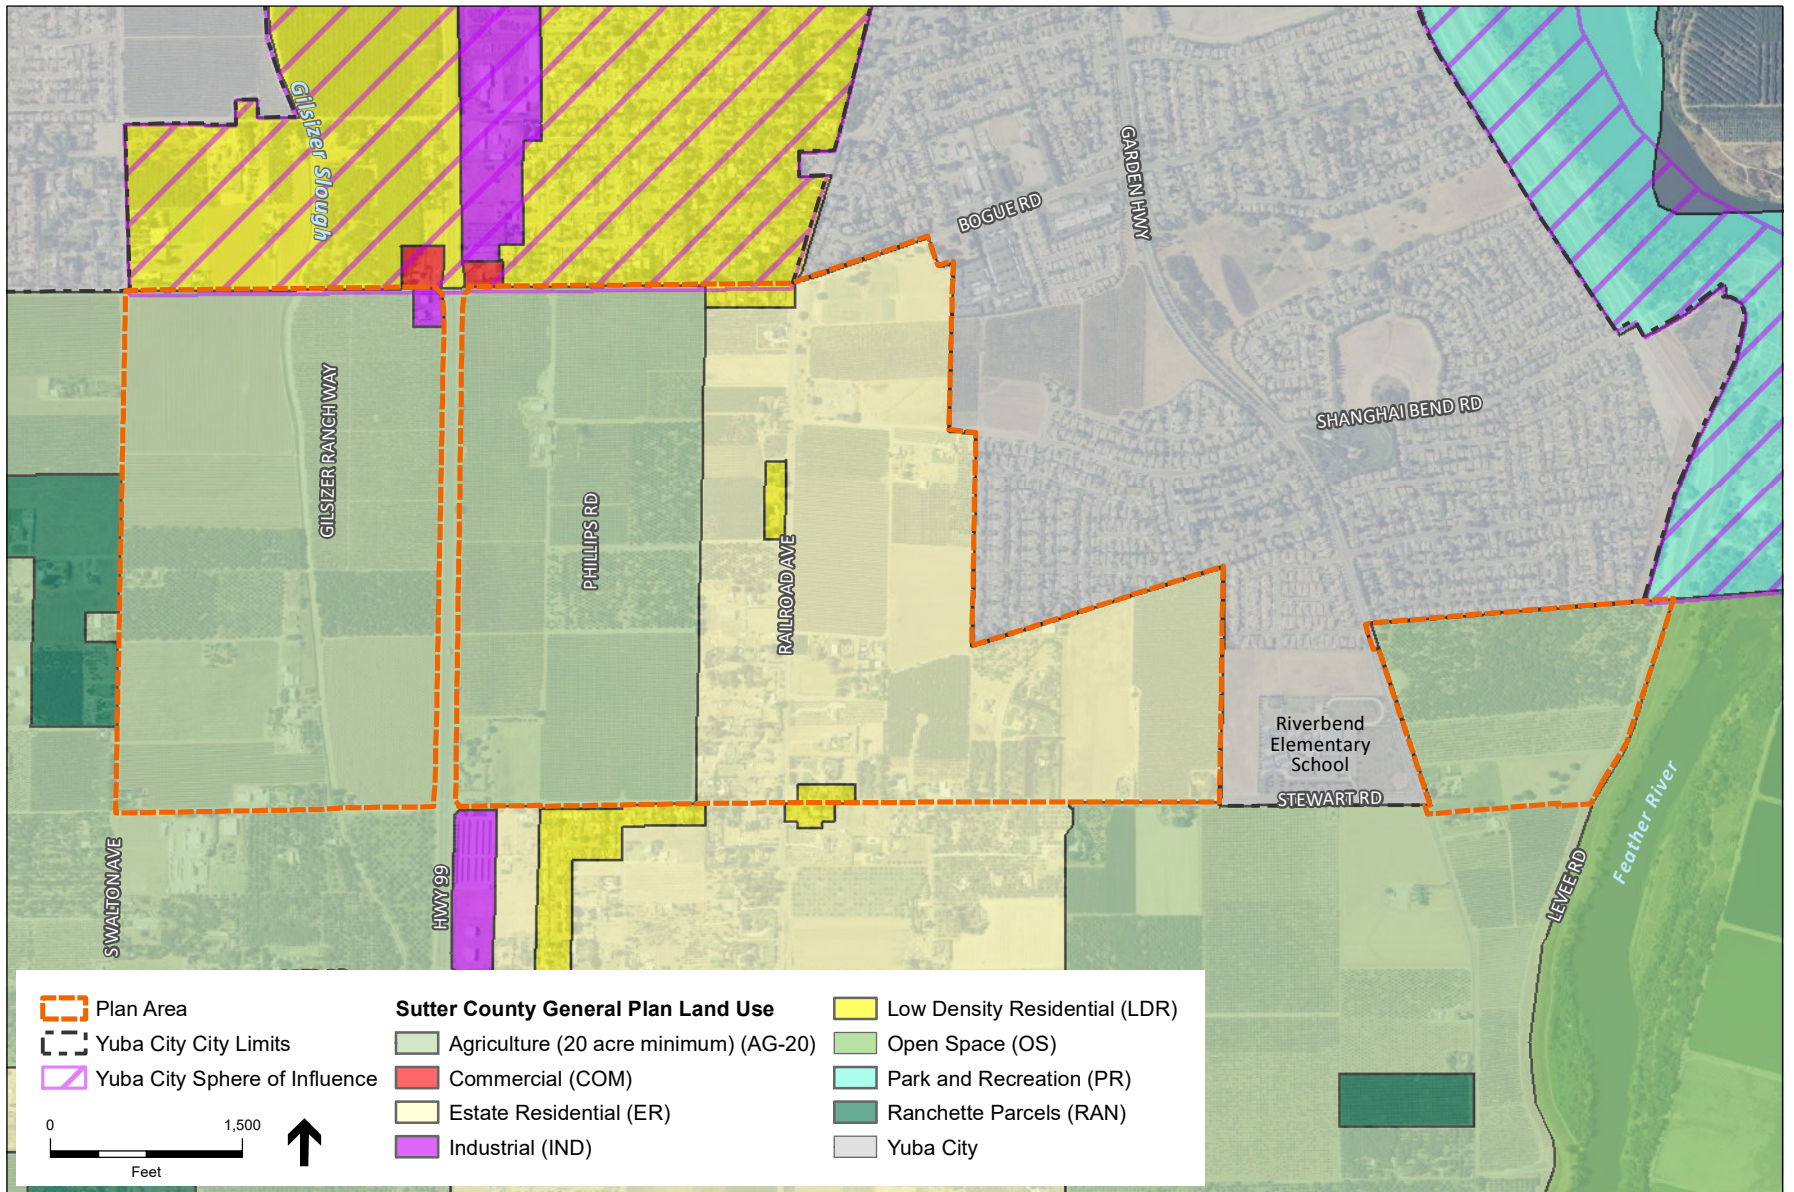 Gilsizer Slough
GARDEN HWY
BOGUE RD
SHANGHAI BEND RD
GILSIZER RANCH WAY
PHILLIPS RD
RAILROAD AVE
Riverbend
Elementary
School
STEWART RD
Feather River
LEVEE RD
S WALTON AVE
HWY 99
Plan Area
Yuba City City Limits
Yuba City Sphere of Influence
0
1,500
Feet
Sutter County General Plan Land Use
Agriculture (20 acre minimum) (AG-20)
Commercial (COM)
Estate Residential (ER)
Industrial (IND)
Low Density Residential (LDR)
Open Space (OS)
Park and Recreation (PR)
Ranchette Parcels (RAN)
Yuba City